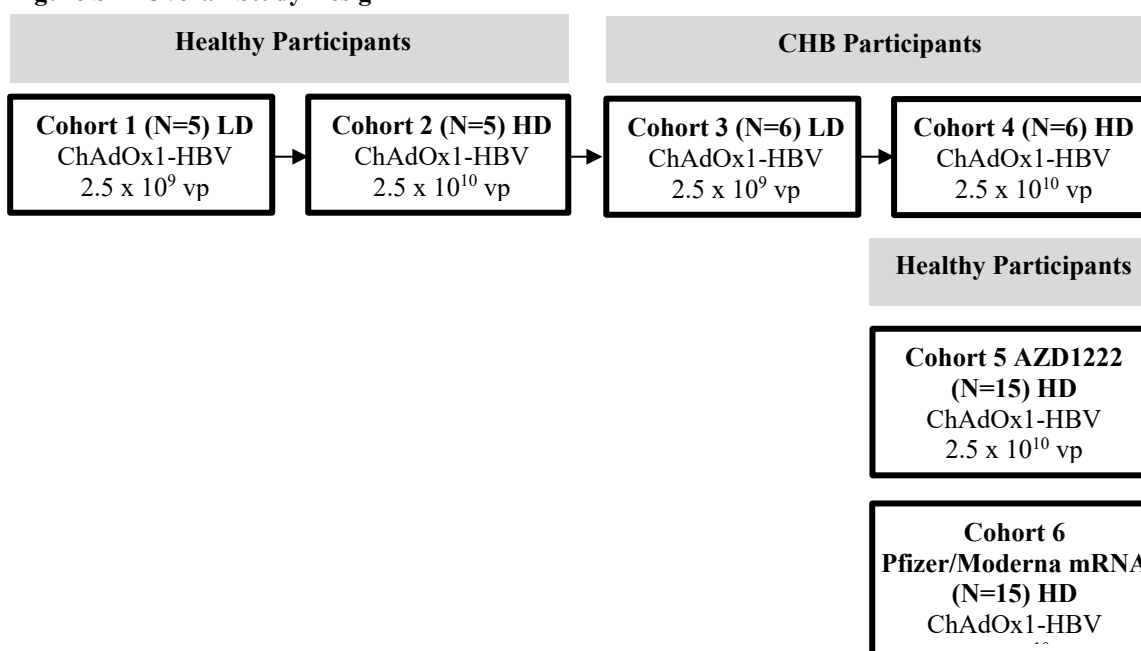 Healthy Participants
CHB Participants
Cohort 1 (N=5) LD
ChAdOx1-HBV
2.5 x 10⁹ vp
Cohort 2 (N=5) HD
ChAdOx1-HBV
2.5 x 10¹⁰ vp
Cohort 3 (N=6) LD
ChAdOx1-HBV
2.5 x 10⁹ vp
Cohort 4 (N=6) HD
ChAdOx1-HBV
2.5 x 10¹⁰ vp
Healthy Participants
Cohort 5 AZD1222
(N=15) HD
ChAdOx1-HBV
2.5 x 10¹⁰ vp
Cohort 6
Pfizer/Moderna mRNA
(N=15) HD
ChAdOx1-HBV